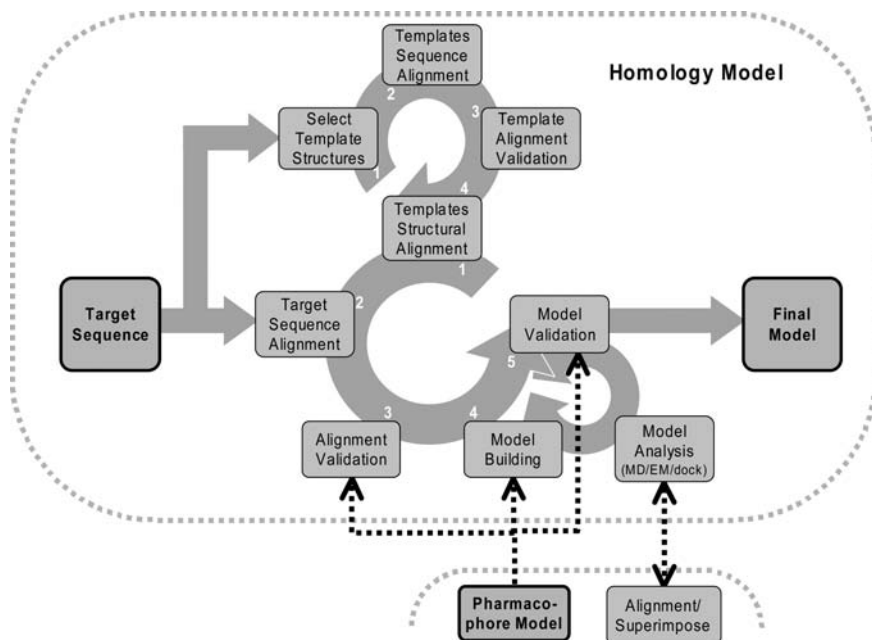 Templates
Sequence
Alignment
Homology Model
2
Select
Template
Structures
3
Template
Alignment
Validation
1
4
Templates
Structural
Alignment
1
Target
Sequence
2
Target
Sequence
Alignment
Model
Validation
Final
Model
5
3
4
Alignment
Validation
Model
Building
Model
Analysis
(MD/EM/dock)
Pharmaco-
phore Model
Alignment/
Superimpose